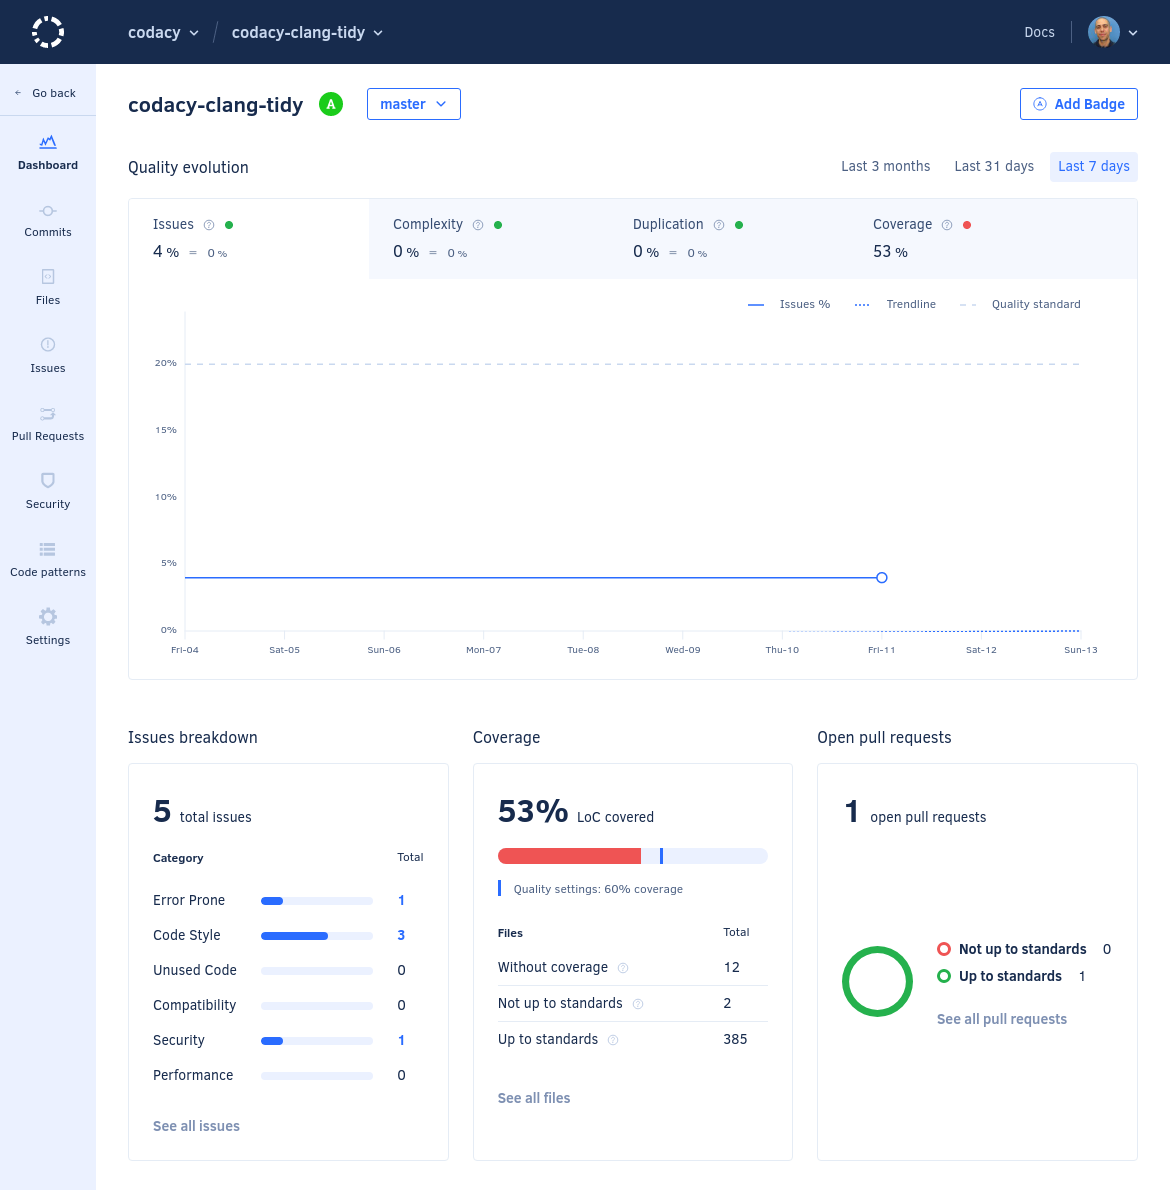 codacy / codacy-clang-tidy
Docs
Go back
Dashboard
Commits
Files
Issues
Pull Requests
Security
Code patterns
Settings
codacy-clang-tidy A master
Add Badge
Quality evolution
Last 3 months Last 31 days Last 7 days
Issues ? Complexity ? Duplication ? Coverage ?
4 % = 0 % 0 % = 0 % 0 % = 0 % 53 %
Issues % Trendline Quality standard
20%
15%
10%
5%
0%
Fri-04 Sat-05 Sun-06 Mon-07 Tue-08 Wed-09 Thu-10 Fri-11 Sat-12 Sun-13
Issues breakdown
5 total issues
Category Total
Error Prone 1
Code Style 3
Unused Code 0
Compatibility 0
Security 1
Performance 0
See all issues
Coverage
53% LoC covered
Quality settings: 60% coverage
Files Total
Without coverage ? 12
Not up to standards ? 2
Up to standards ? 385
See all files
Open pull requests
1 open pull requests
Not up to standards 0
Up to standards 1
See all pull requests